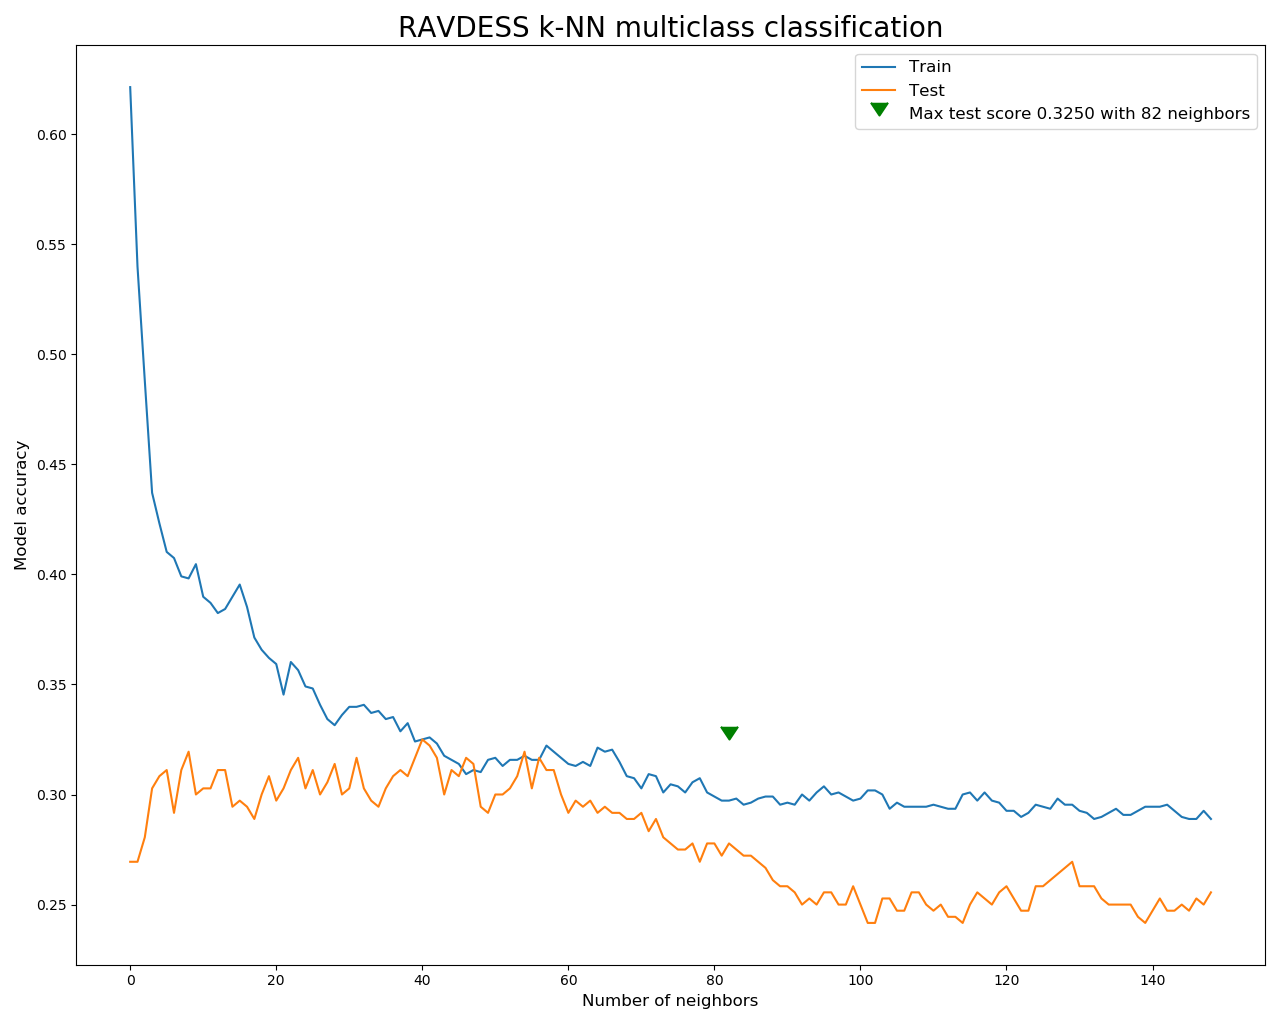 RAVDESS k-NN multiclass classification
Train
Test
Max test score 0.3250 with 82 neighbors
Model accuracy
0.60
0.55
0.50
0.45
0.40
0.35
0.30
0.25
0 20 40 60 80 100 120 140
Number of neighbors